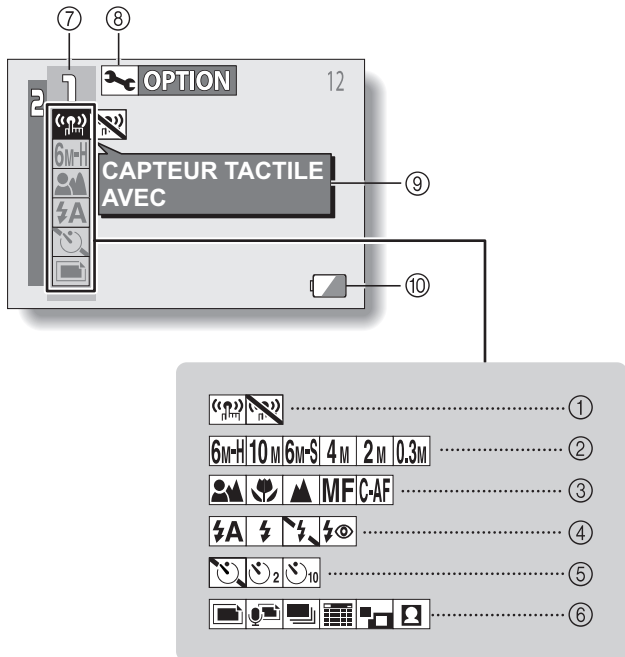 ⑦ ⑧
1 OPTION 12
2
6M-H
CAPTEUR TACTILE
AVEC
⑨
A
⑩
①
6M-H 10M 6M-S 4M 2M 0.3M ②
MF C-AF ③
A ④
2 10 ⑤
⑥